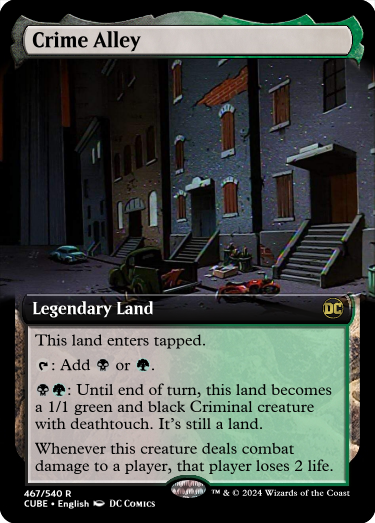 Crime Alley
Legendary Land
DC
This land enters tapped.
: Add or .
: Until end of turn, this land becomes
a 1/1 green and black Criminal creature
with deathtouch. It's still a land.
Whenever this creature deals combat
damage to a player, that player loses 2 life.
467/540 R
CUBE • English DC Comics
™ & © 2024 Wizards of the Coast